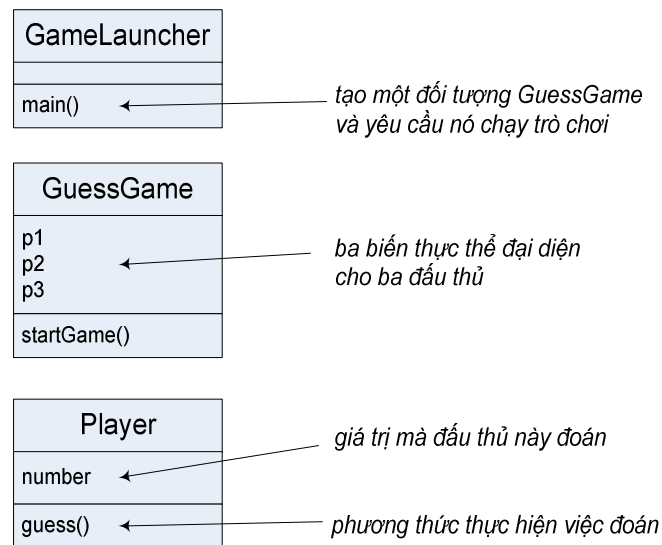 GameLauncher
main()
tạo một đối tượng GuessGame
và yêu cầu nó chạy trò chơi
GuessGame
p1
p2
p3
ba biến thực thể đại diện
cho ba đấu thủ
startGame()
Player
number
giá trị mà đấu thủ này đoán
guess()
phương thức thực hiện việc đoán